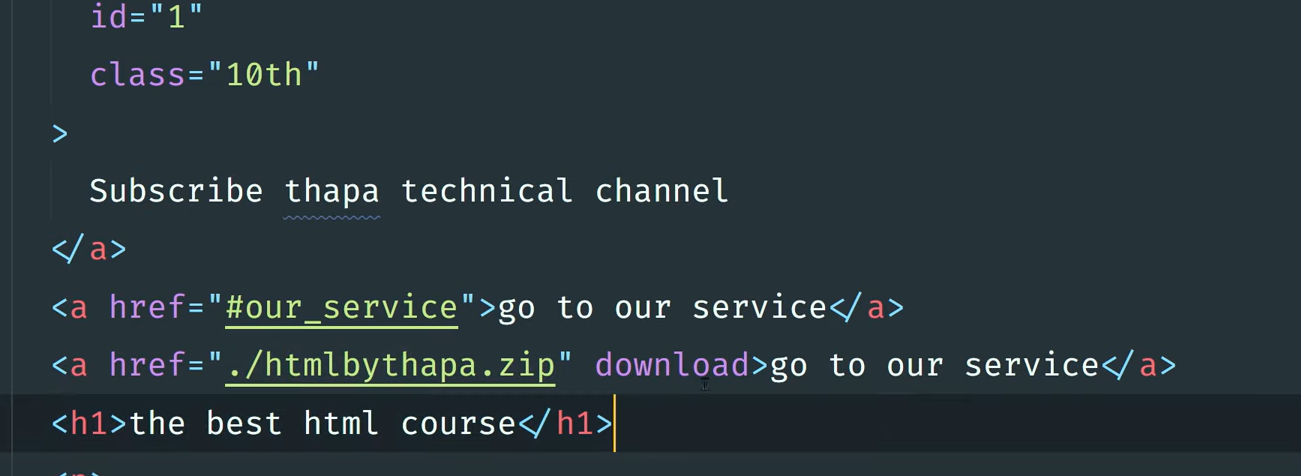 id="1"
class="10th"
>
Subscribe thapa technical channel
</a>
<a href="#our_service">go to our service</a>
<a href="./htmlbythapa.zip" download>go to our service</a>
<h1>the best html course</h1>